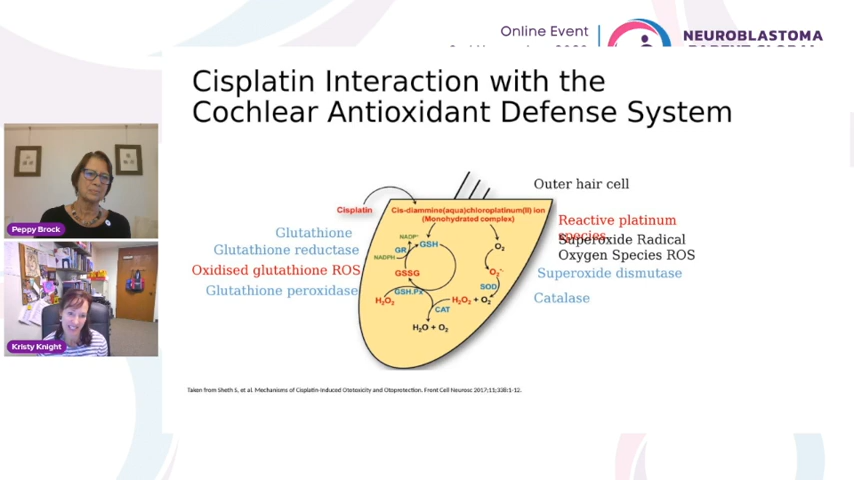 Online Event
NEUROBLASTOMA
PARENT GLOBAL
Cisplatin Interaction with the
Cochlear Antioxidant Defense System
Peppy Brock
Kristy Knight
Outer hair cell
Cisplatin
Cis-diammine(aqua)chloroplatinum(II) ion
(Monohydrated complex)
Reactive platinum
species
Superoxide Radical
Oxygen Species ROS
Superoxide dismutase
Catalase
Glutathione
Glutathione reductase
Oxidised glutathione ROS
Glutathione peroxidase
NADP⁺
GSH
GR
NADPH
GSSG
GSH.Px
H₂O₂
O₂
O₂⁻·
SOD
H₂O₂ + O₂
CAT
H₂O + O₂
Taken from Sheth S, et al. Mechanisms of Cisplatin-Induced Ototoxicity and Otoprotection. Front Cell Neurosc 2017;11;338:1-12.